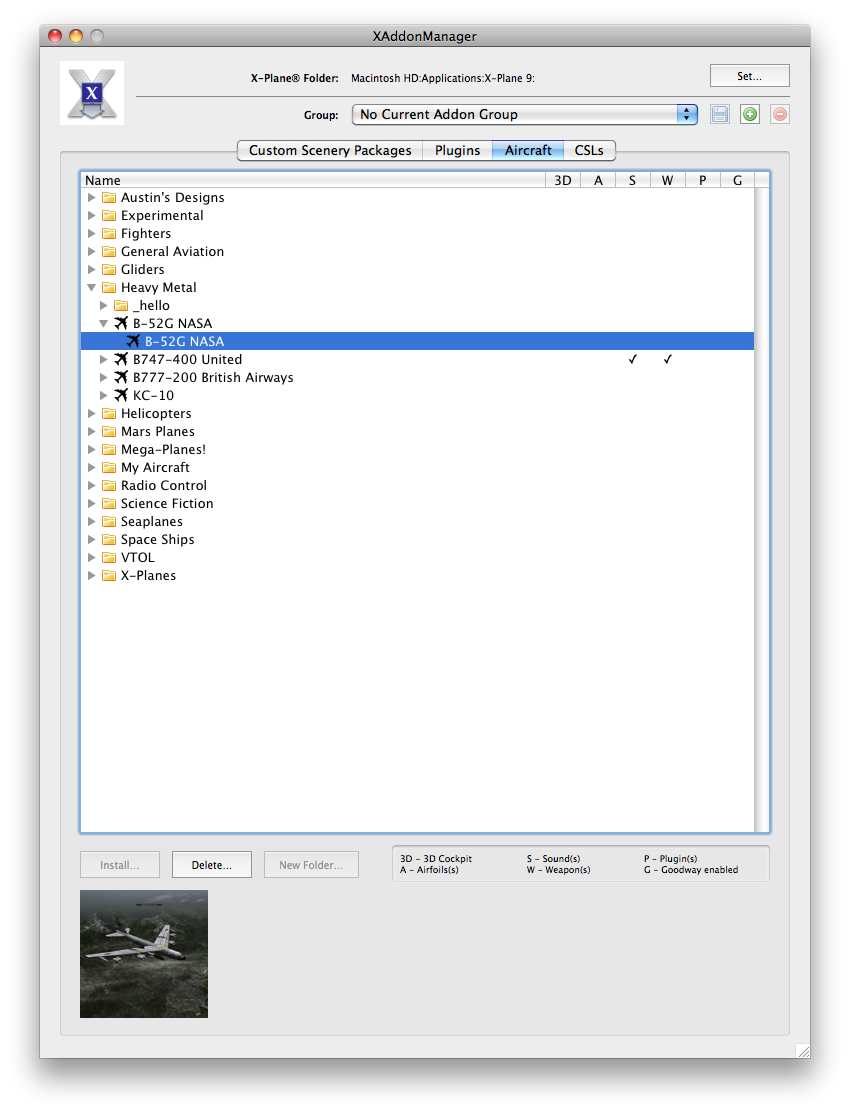 XAddonManager
X
X-Plane® Folder: Macintosh HD:Applications:X-Plane 9: Set...
Group: No Current Addon Group
Custom Scenery Packages Plugins Aircraft CSLs
Name 3D A S W P G
Austin's Designs
Experimental
Fighters
General Aviation
Gliders
Heavy Metal
_hello
B-52G NASA
B-52G NASA
B747-400 United ✓ ✓
B777-200 British Airways
KC-10
Helicopters
Mars Planes
Mega-Planes!
My Aircraft
Radio Control
Science Fiction
Seaplanes
Space Ships
VTOL
X-Planes
Install... Delete... New Folder...
3D - 3D Cockpit S - Sound(s) P - Plugin(s)
A - Airfoils(s) W - Weapon(s) G - Goodway enabled